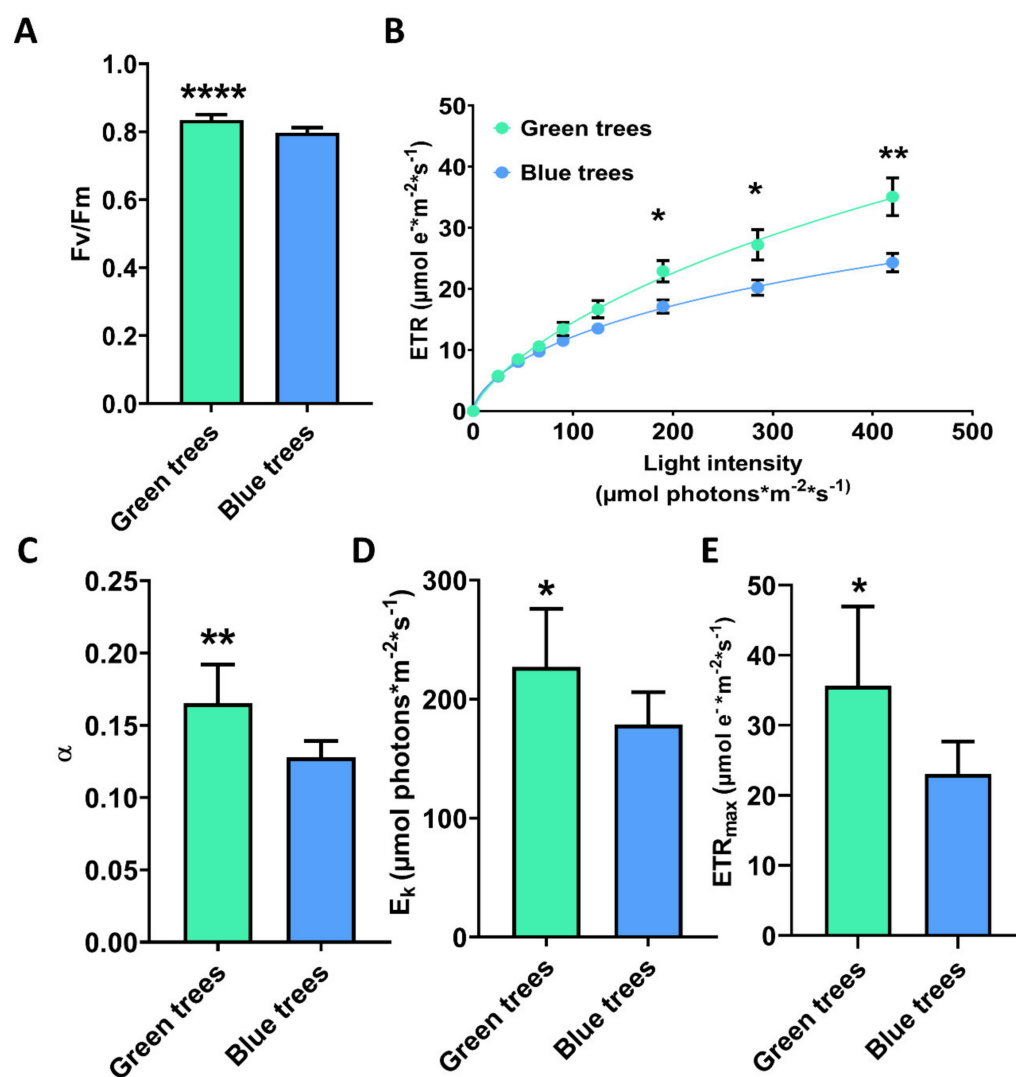 A
Fv/Fm
1.0
0.8
0.6
0.4
0.2
0.0
****
Green trees
Blue trees
B
ETR (µmol e⁻*m⁻²*s⁻¹)
50
40
30
20
10
0
Green trees
Blue trees
*
*
**
0
100
200
300
400
500
Light intensity
(µmol photons*m⁻²*s⁻¹)
C
α
0.25
0.20
0.15
0.10
0.05
0.00
**
Green trees
Blue trees
D
Eₖ (µmol photons*m⁻²*s⁻¹)
300
200
100
0
*
Green trees
Blue trees
E
ETRmax (µmol e⁻*m⁻²*s⁻¹)
50
40
30
20
10
0
*
Green trees
Blue trees